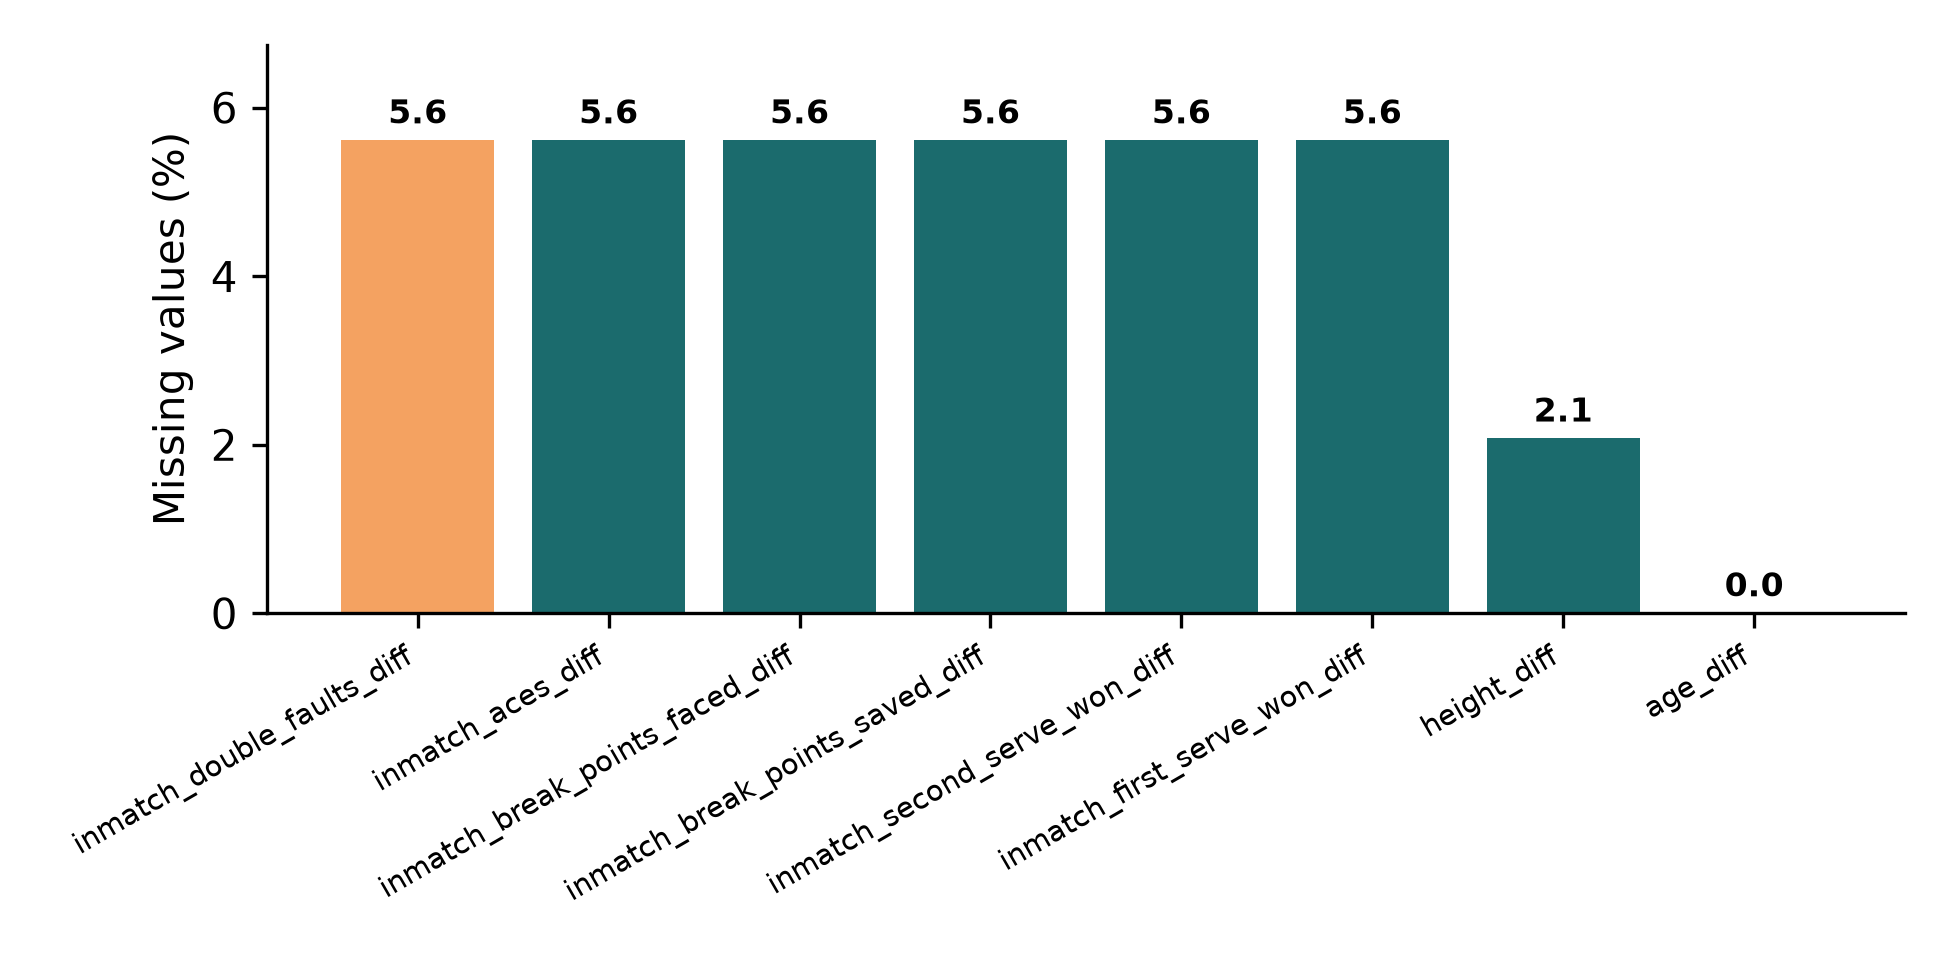 Missing values (%)
6
4
2
0
5.6
5.6
5.6
5.6
5.6
5.6
2.1
0.0
inmatch_double_faults_diff
inmatch_aces_diff
inmatch_break_points_faced_diff
inmatch_break_points_saved_diff
inmatch_second_serve_won_diff
inmatch_first_serve_won_diff
height_diff
age_diff